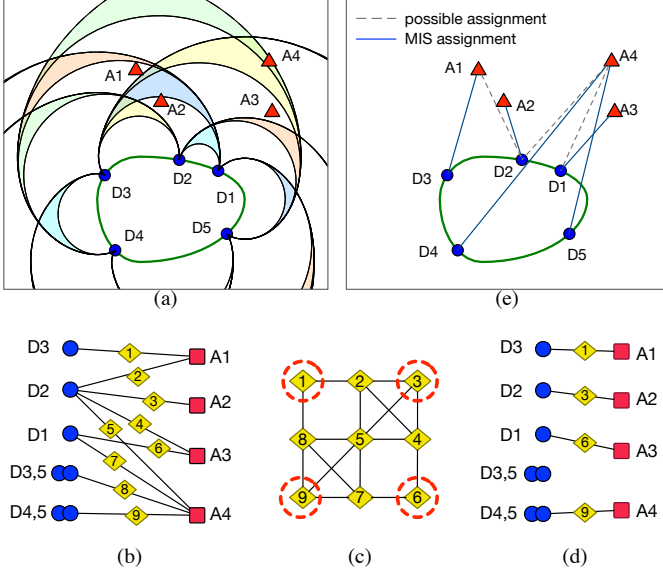 A1
A4
A2
A3
D3
D2
D1
D4
D5
(a)
possible assignment
MIS assignment
A1
A4
A2
A3
D3
D2
D1
D4
D5
(e)
D3
1
A1
2
D2
3
A2
5
4
D1
6
A3
7
D3,5
8
D4,5
9
A4
(b)
1
2
3
8
5
4
9
7
6
(c)
D3
1
A1
D2
3
A2
D1
6
A3
D3,5
D4,5
9
A4
(d)